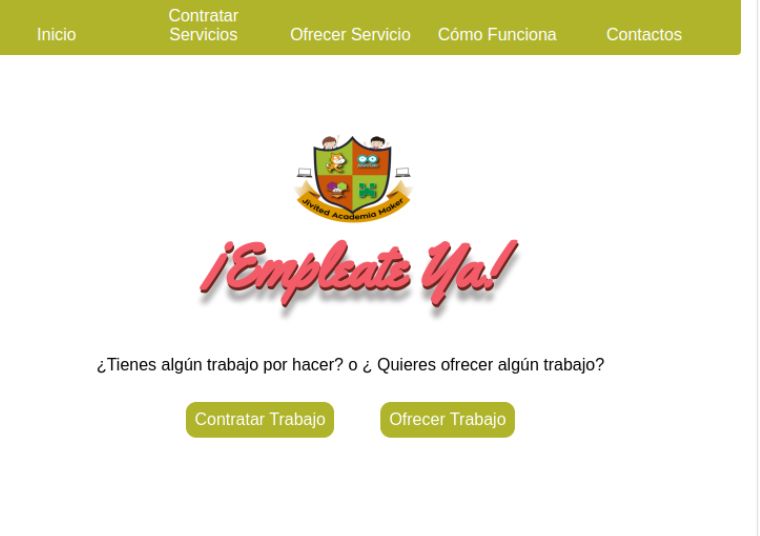 Inicio
Contratar
Servicios
Ofrecer Servicio
Cómo Funciona
Contactos
Jivited Academia Maker
¡Empleate Ya!
¿Tienes algún trabajo por hacer? o ¿ Quieres ofrecer algún trabajo?
Contratar Trabajo
Ofrecer Trabajo